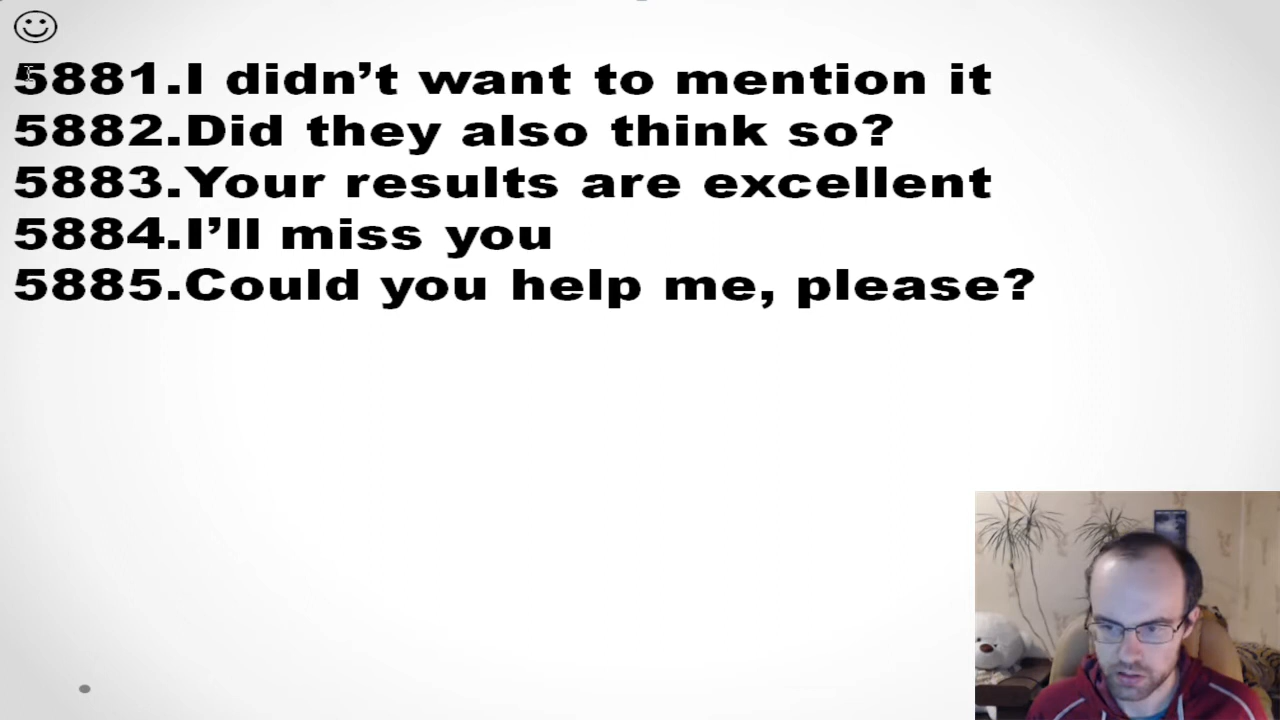 5881.I didn’t want to mention it
5882.Did they also think so?
5883.Your results are excellent
5884.I’ll miss you
5885.Could you help me, please?